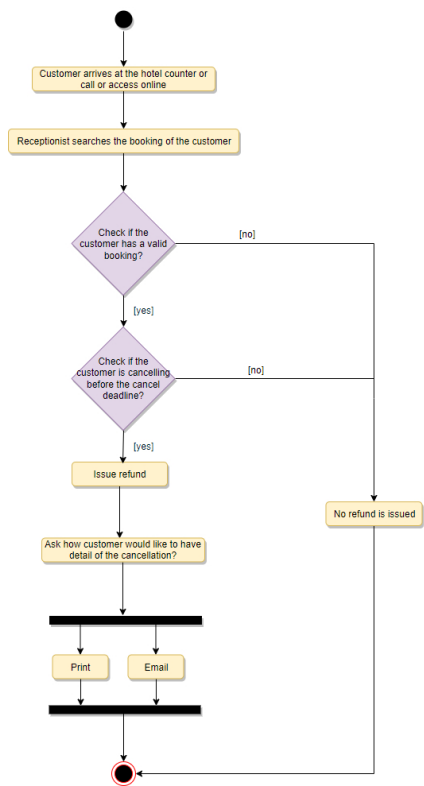 Customer arrives at the hotel counter or
call or access online
Receptionist searches the booking of the customer
Check if the
customer has a valid
booking?
[no]
[yes]
Check if the
customer is cancelling
before the cancel
deadline?
[no]
[yes]
Issue refund
No refund is issued
Ask how customer would like to have
detail of the cancellation?
Print
Email